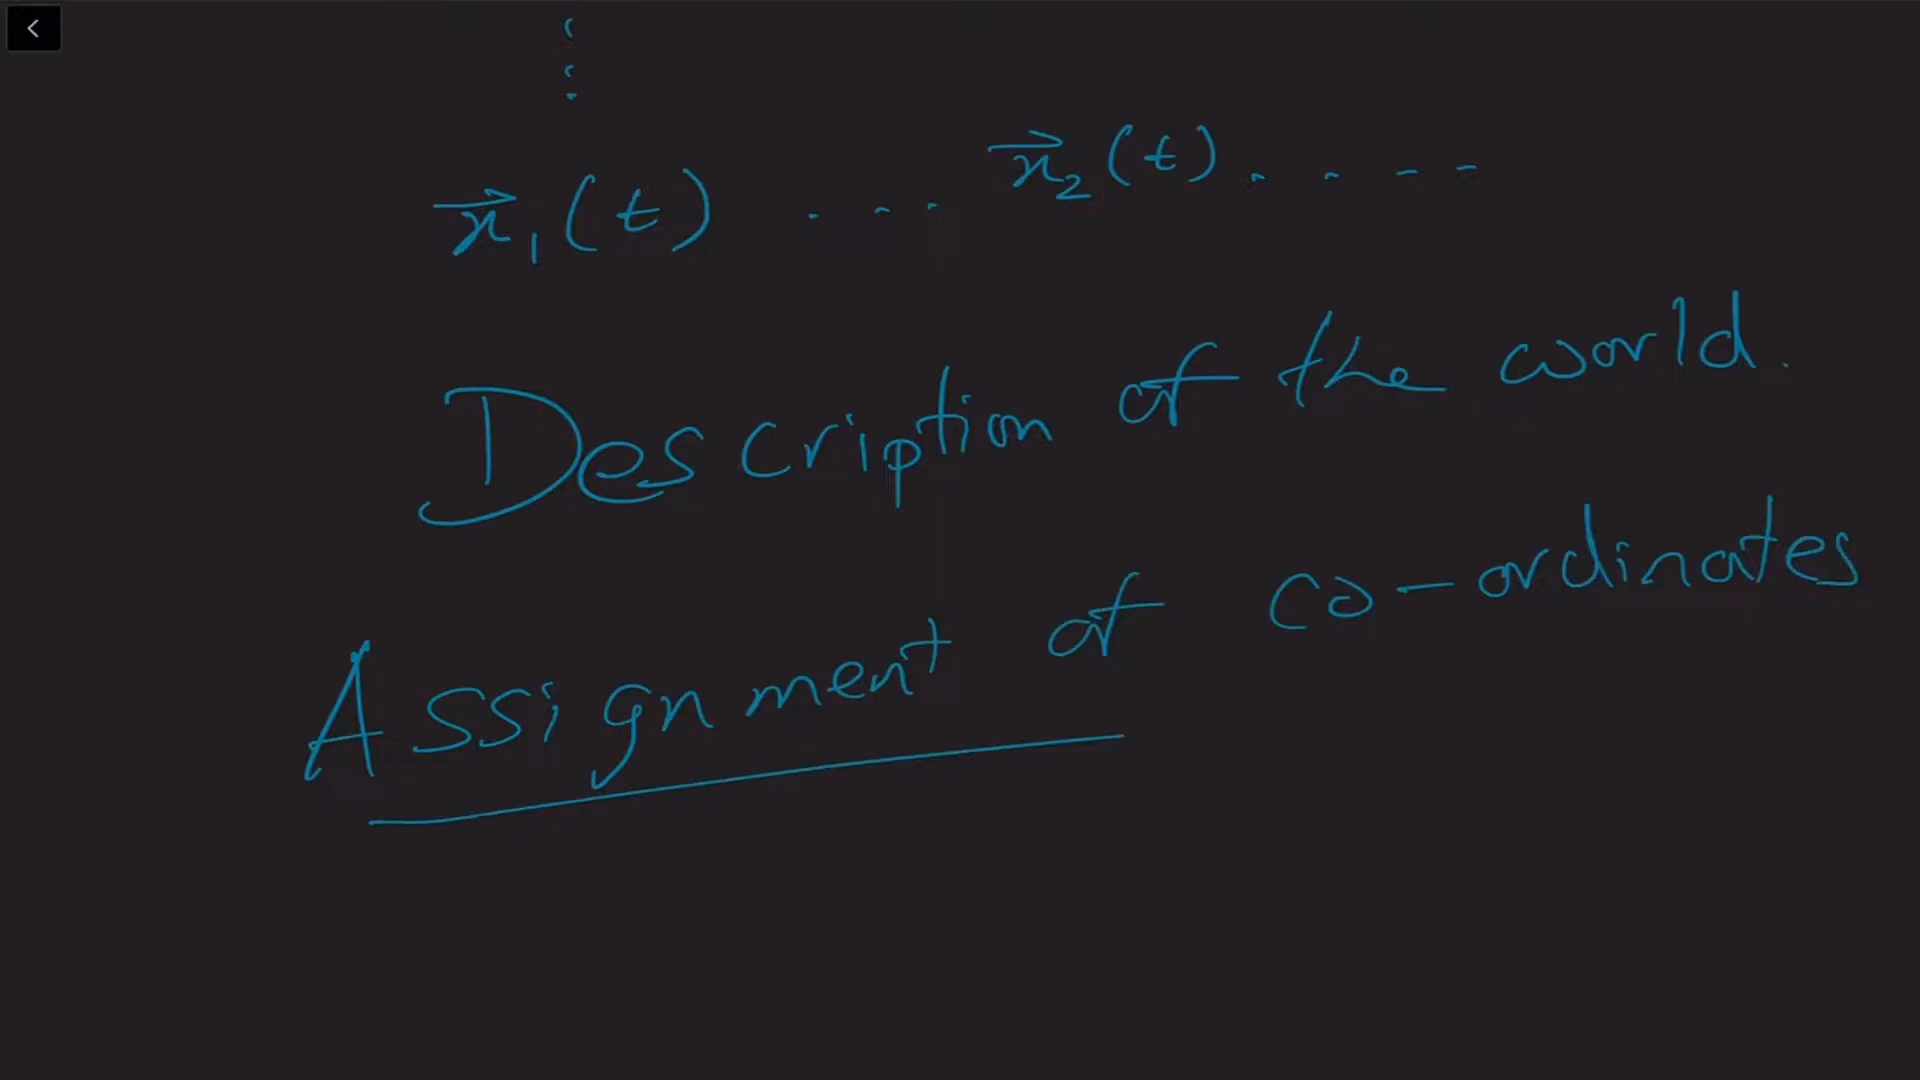 :
:
x⃗₁(t) ... x⃗₂(t) ....
Description of the world.
Assignment of co-ordinates